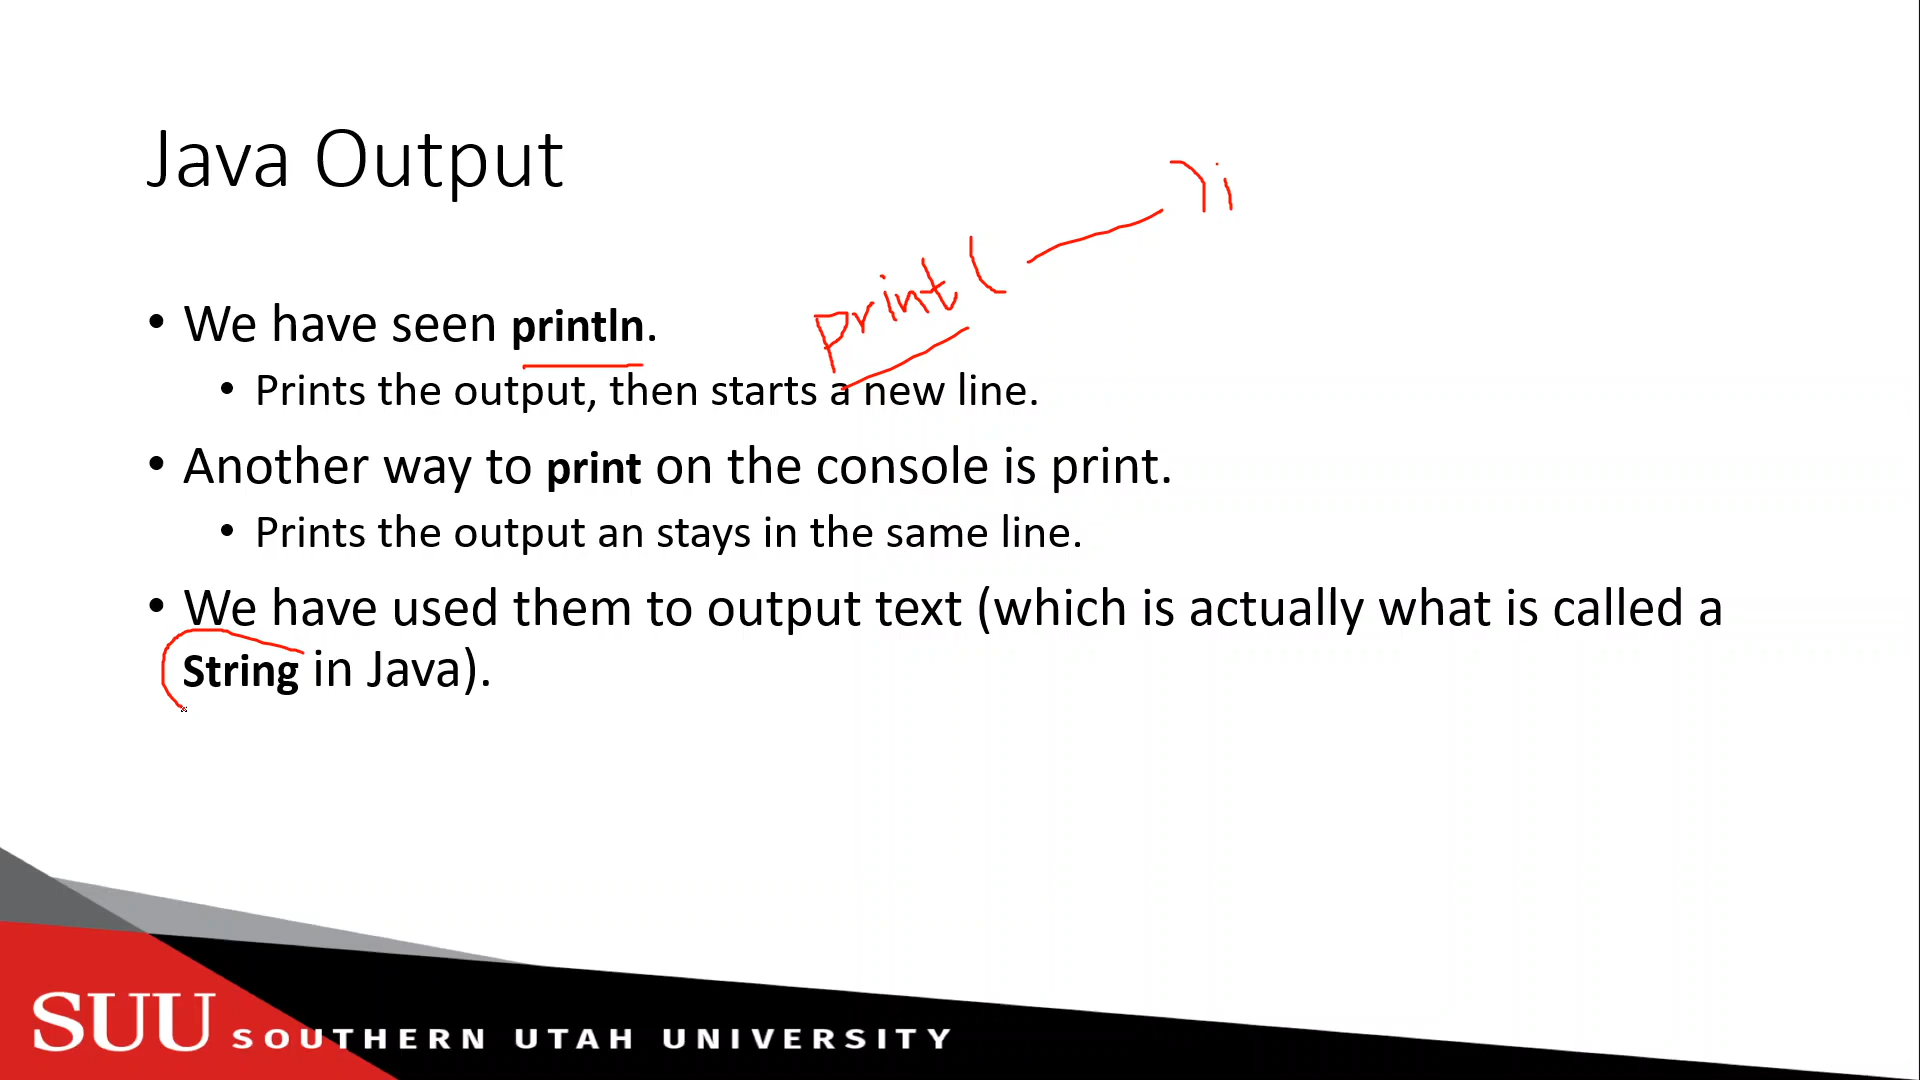 Java Output
print( );
• We have seen println.
• Prints the output, then starts a new line.
• Another way to print on the console is print.
• Prints the output an stays in the same line.
• We have used them to output text (which is actually what is called a
String in Java).
SUU SOUTHERN UTAH UNIVERSITY